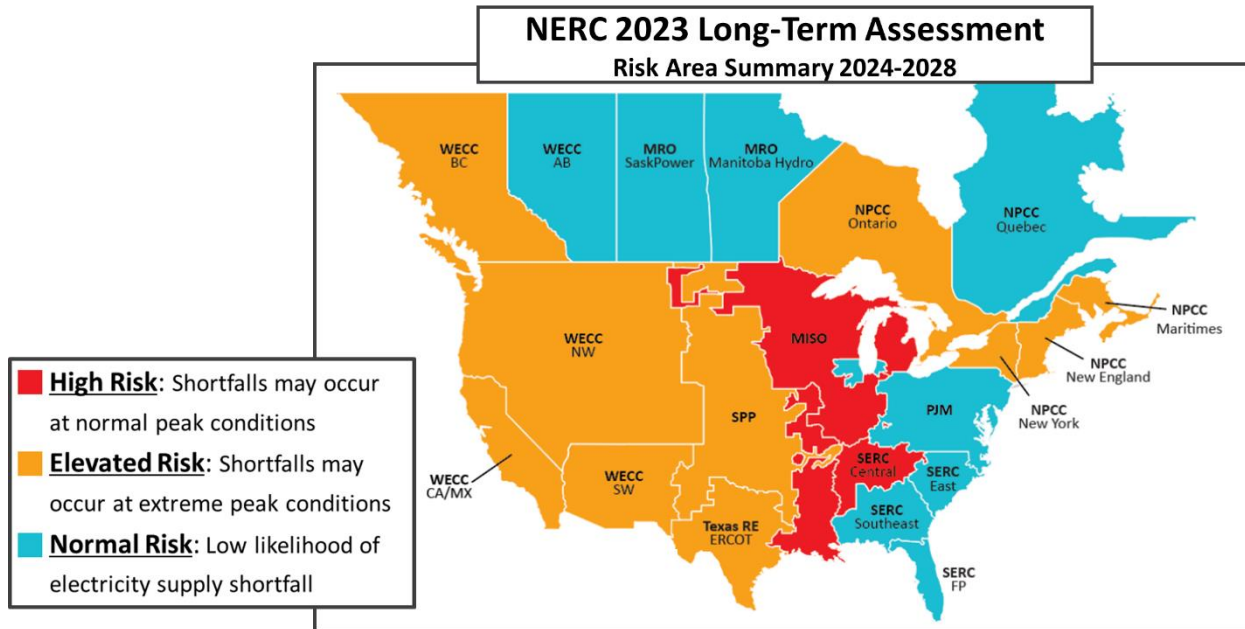 NERC 2023 Long-Term Assessment
Risk Area Summary 2024-2028
WECC
BC
WECC
AB
MRO
SaskPower
MRO
Manitoba Hydro
NPCC
Ontario
NPCC
Quebec
NPCC
Maritimes
NPCC
New England
NPCC
New York
WECC
NW
MISO
SPP
PJM
WECC
CA/MX
WECC
SW
SERC
Central
SERC
East
SERC
Southeast
Texas RE
ERCOT
SERC
FP
High Risk: Shortfalls may occur
at normal peak conditions
Elevated Risk: Shortfalls may
occur at extreme peak conditions
Normal Risk: Low likelihood of
electricity supply shortfall